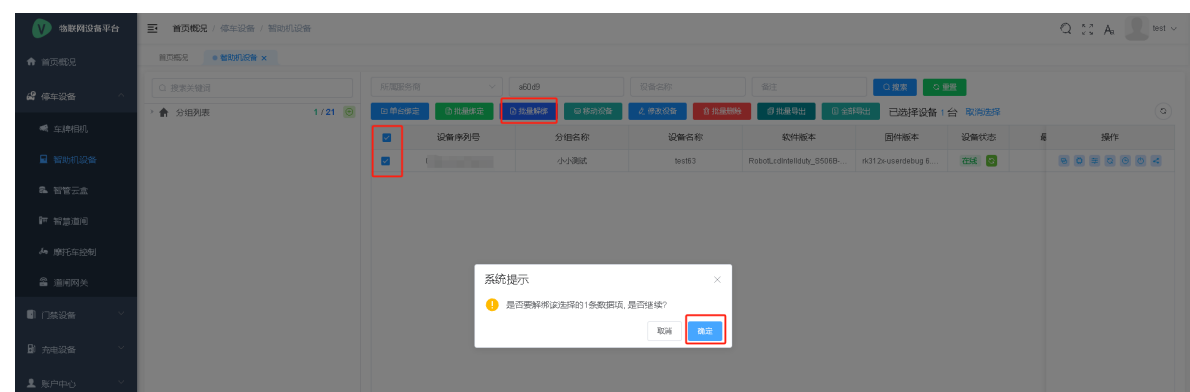 物联网设备平台
首页概况 / 停车设备 / 智助机设备
test
首页概况
首页概况
智助机设备 ×
停车设备
搜索关键词
a60d9
设备名称
备注
搜索
重置
分组列表 1 / 21
单台绑定 批量绑定 批量解绑 移动设备 修改设备 批量删除 批量导出 全部导出 已选择设备 1 台 取消选择
车牌相机
设备序列号 分组名称 设备名称 软件版本 固件版本 设备状态 操作
智助机设备
小小测试 test63 RobotLcdIntellduty_S506B-... rk312x-userdebug 6.... 在线
智管云盒
智慧道闸
摩托车控制
道闸网关
系统提示 ×
是否要解绑该选择的1条数据项, 是否继续?
取消 确定
门禁设备
充电设备
账户中心